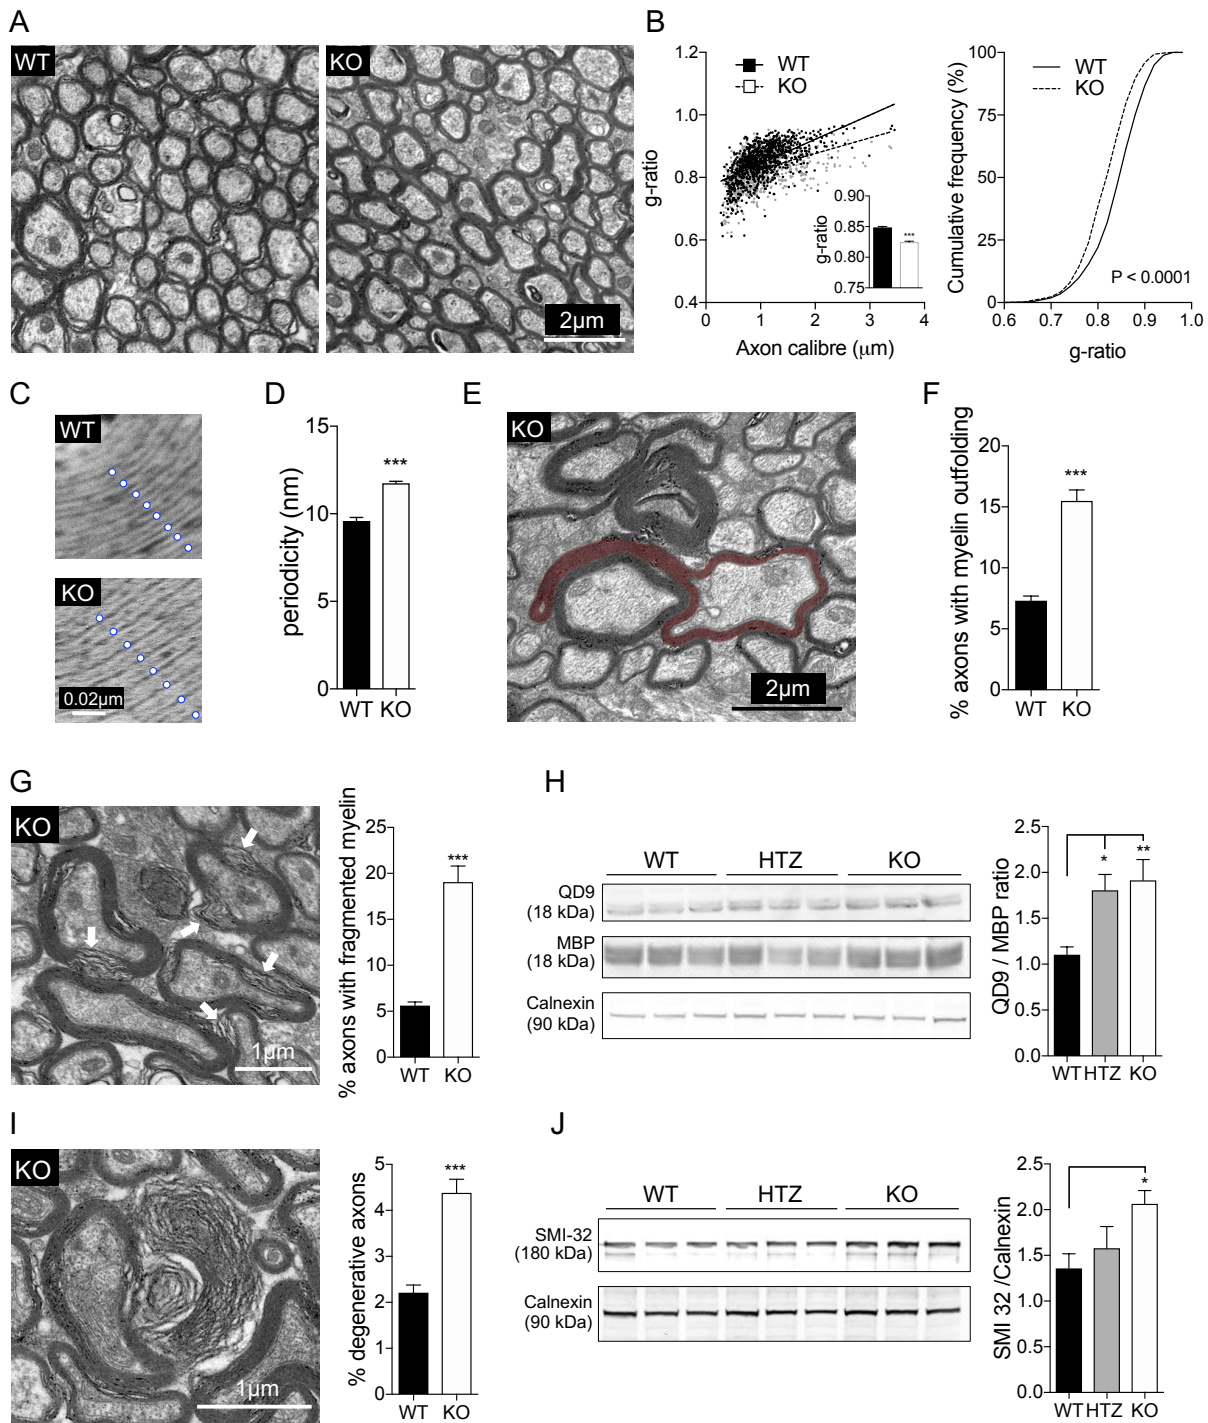 A
WT
KO
2μm
B
1.2
1.0
0.8
0.6
0.4
g-ratio
WT
KO
0.90
0.85
0.80
0.75
g-ratio
***
0 1 2 3 4
Axon calibre (μm)
100
75
50
25
0
Cumulative frequency (%)
WT
KO
P < 0.0001
0.6 0.7 0.8 0.9 1.0
g-ratio
C
WT
KO
0.02μm
D
15
10
5
0
periodicity (nm)
***
WT KO
E
KO
2μm
F
20
15
10
5
0
% axons with myelin outfolding
***
WT KO
G
KO
1μm
25
20
15
10
5
0
% axons with fragmented myelin
***
WT KO
H
WT HTZ KO
QD9
(18 kDa)
MBP
(18 kDa)
Calnexin
(90 kDa)
2.5
2.0
1.5
1.0
0.5
0.0
QD9 / MBP ratio
* **
WT HTZ KO
I
KO
1μm
5
4
3
2
1
0
% degenerative axons
***
WT KO
J
WT HTZ KO
SMI-32
(180 kDa)
Calnexin
(90 kDa)
2.5
2.0
1.5
1.0
0.5
0.0
SMI 32 /Calnexin
*
WT HTZ KO